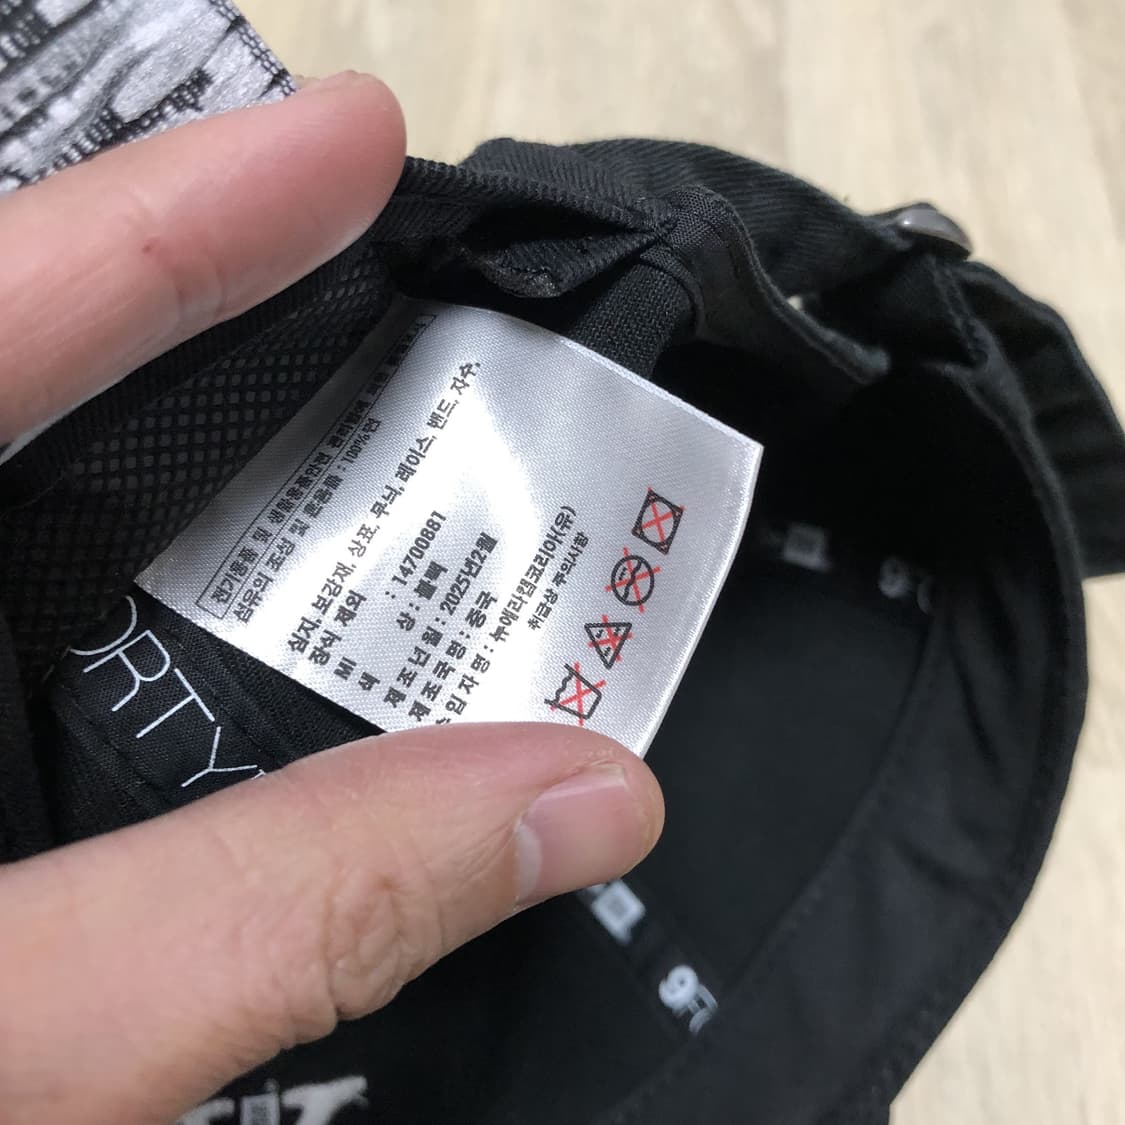 전기용품 및 생활용품안전 관리법에
섬유의 조성 및 혼용률 : 100%면
심지, 보강재, 상표, 무늬, 레이스, 밴드, 자수,
장식 제외
: 14700881
색 상 : 블랙
제조년월 : 2025년2월
제조국명 : 중국
입자명 : 뉴에라캡코리아(유)
취급상 주의사항
ORTY
9F